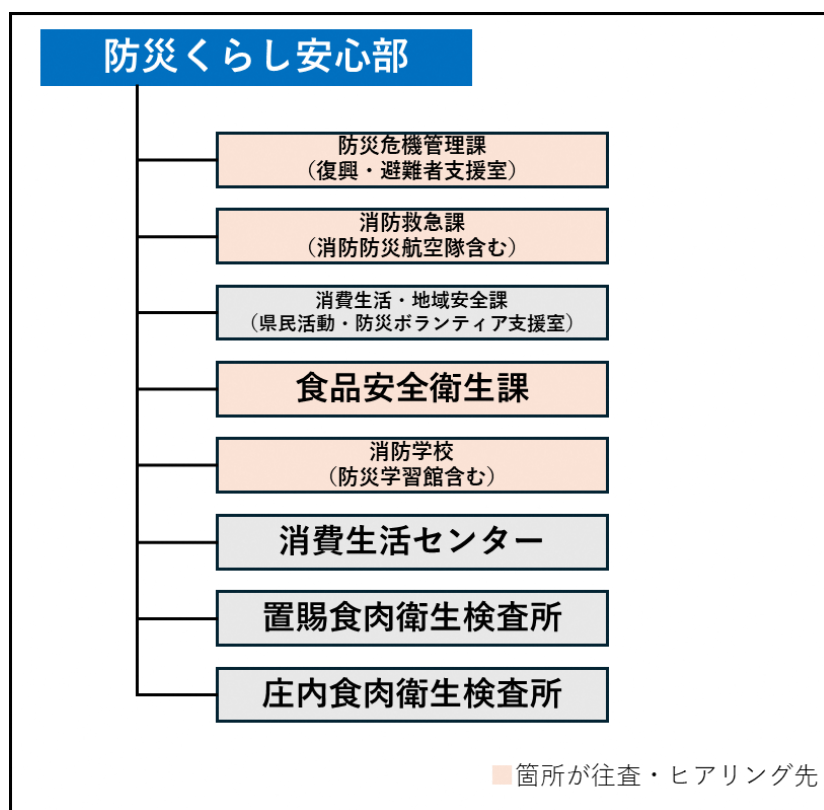 防災くらし安心部
防災危機管理課
（復興・避難者支援室）
消防救急課
（消防防災航空隊含む）
消費生活・地域安全課
（県民活動・防災ボランティア支援室）
食品安全衛生課
消防学校
（防災学習館含む）
消費生活センター
置賜食肉衛生検査所
庄内食肉衛生検査所
■箇所が往査・ヒアリング先